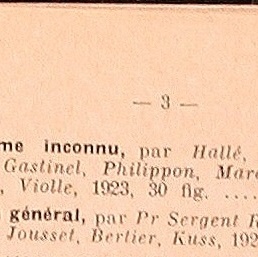 — 3 —
me inconnu, par Hallé,
Gastinel, Philippon, Mar
, Violle, 1923, 30 fig. ....
général, par Pr Sergent R
Jousset, Bertier, Kuss, 192